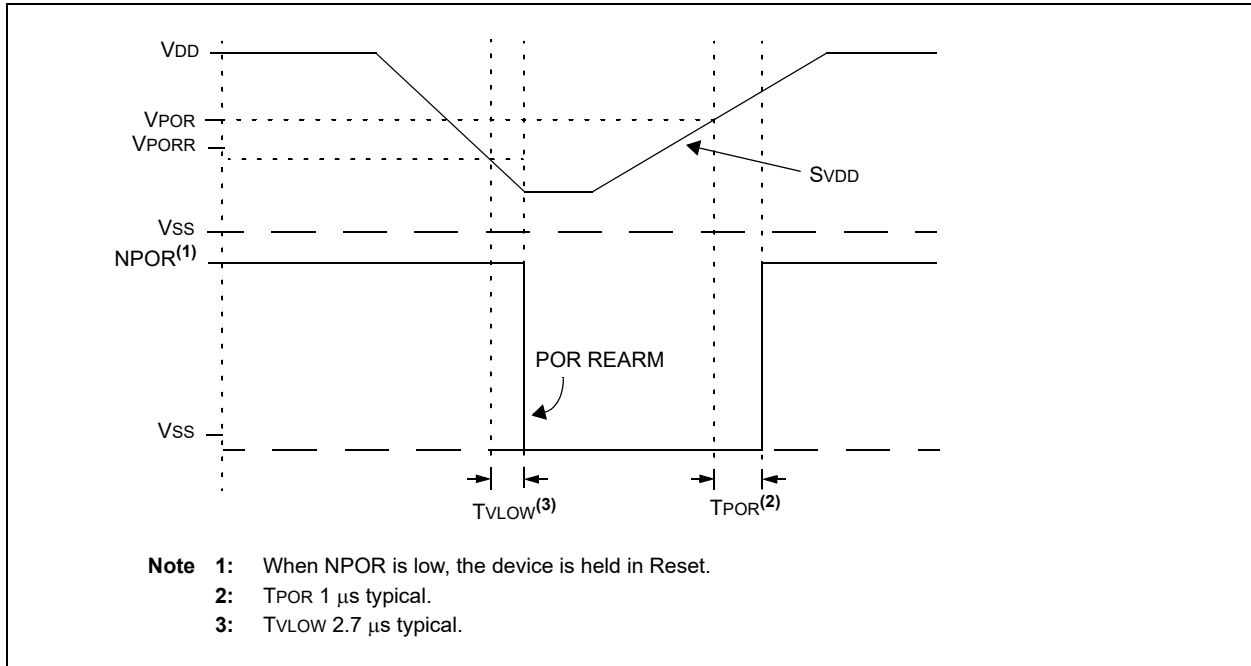 VDD
VPOR
VPORR
SVDD
VSS
NPOR(1)
POR REARM
VSS
TVLOW(3)
TPOR(2)
Note 1: When NPOR is low, the device is held in Reset.
2: TPOR 1 μs typical.
3: TVLOW 2.7 μs typical.